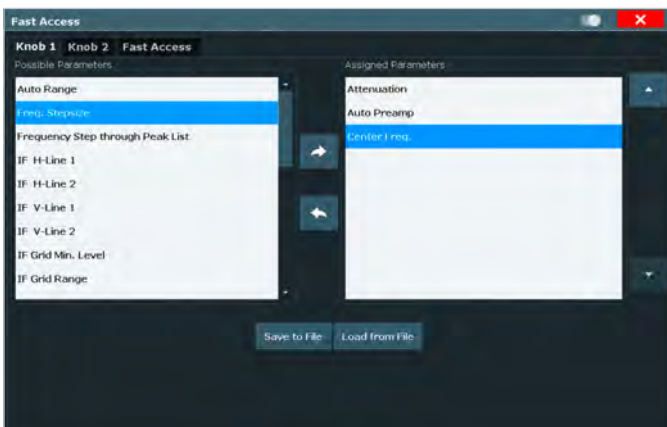 Fast Access
Knob 1 Knob 2 Fast Access
Possible Parameters
Assigned Parameters
Auto Range
Freq. Stepsize
Frequency Step through Peak List
IF H-Line 1
IF H-Line 2
IF V-Line 1
IF V-Line 2
IF Grid Min. Level
IF Grid Range
Attenuation
Auto Preamp
Center Freq.
Save to File
Load from File